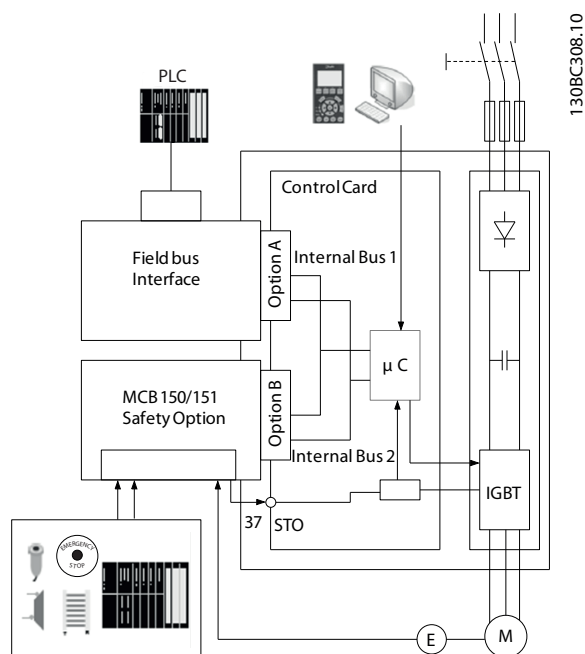 130BC308.10
PLC
Control Card
Field bus
Interface
Option A
Internal Bus 1
µ C
MCB 150/151
Safety Option
Option B
Internal Bus 2
IGBT
37
STO
EMERGENCY
STOP
E
M